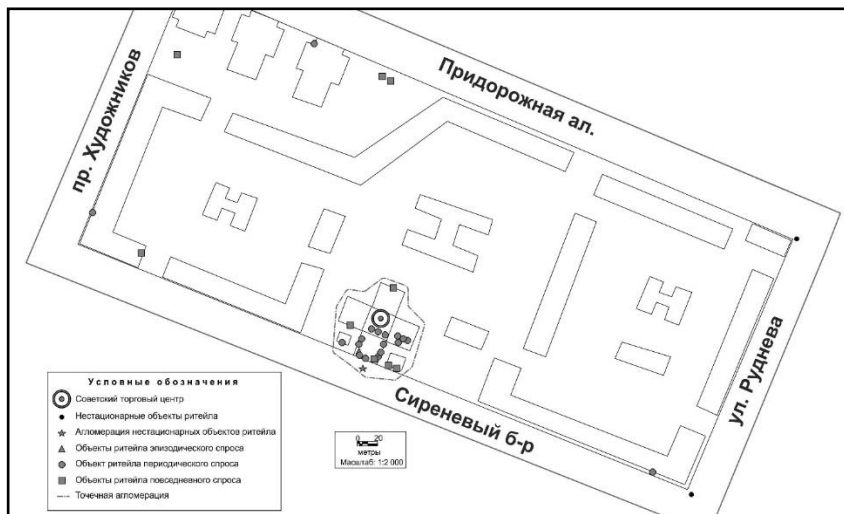 пр. Художников
Придорожная ал.
ул. Руднева
Сиреневый б-р
Условные обозначения
Советский торговый центр
Нестационарные объекты ритейла
Агломерация нестационарных объектов ритейла
Объекты ритейла эпизодического спроса
Объект ритейла периодического спроса
Объекты ритейла повседневного спроса
Точечная агломерация
0 20
метры
Масштаб: 1:2 000